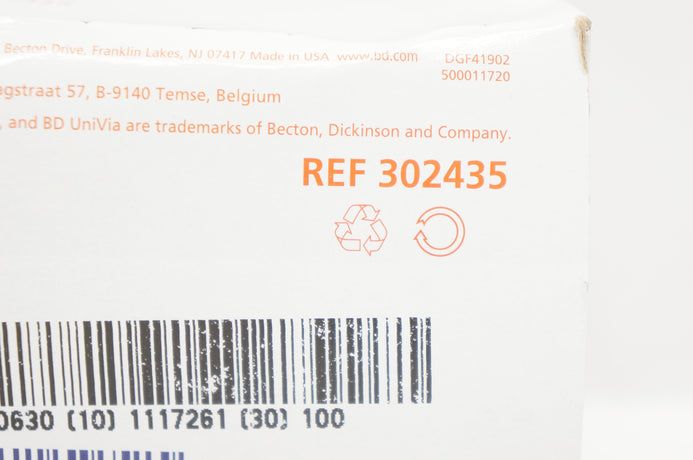 Becton Drive, Franklin Lakes, NJ 07417 Made in USA www.bd.com DGF41902
500011720
gstraat 57, B-9140 Temse, Belgium
, and BD UniVia are trademarks of Becton, Dickinson and Company.
REF 302435
0630 (10) 1117261 (30) 100